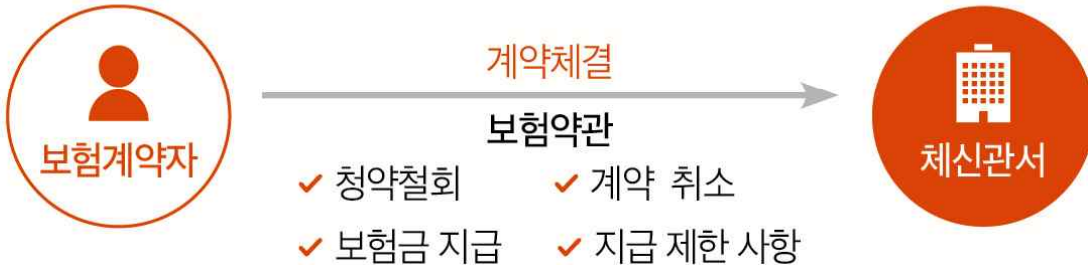 계약체결
보험계약자
보험약관
체신관서
✓ 청약철회
✓ 계약 취소
✓ 보험금 지급
✓ 지급 제한 사항